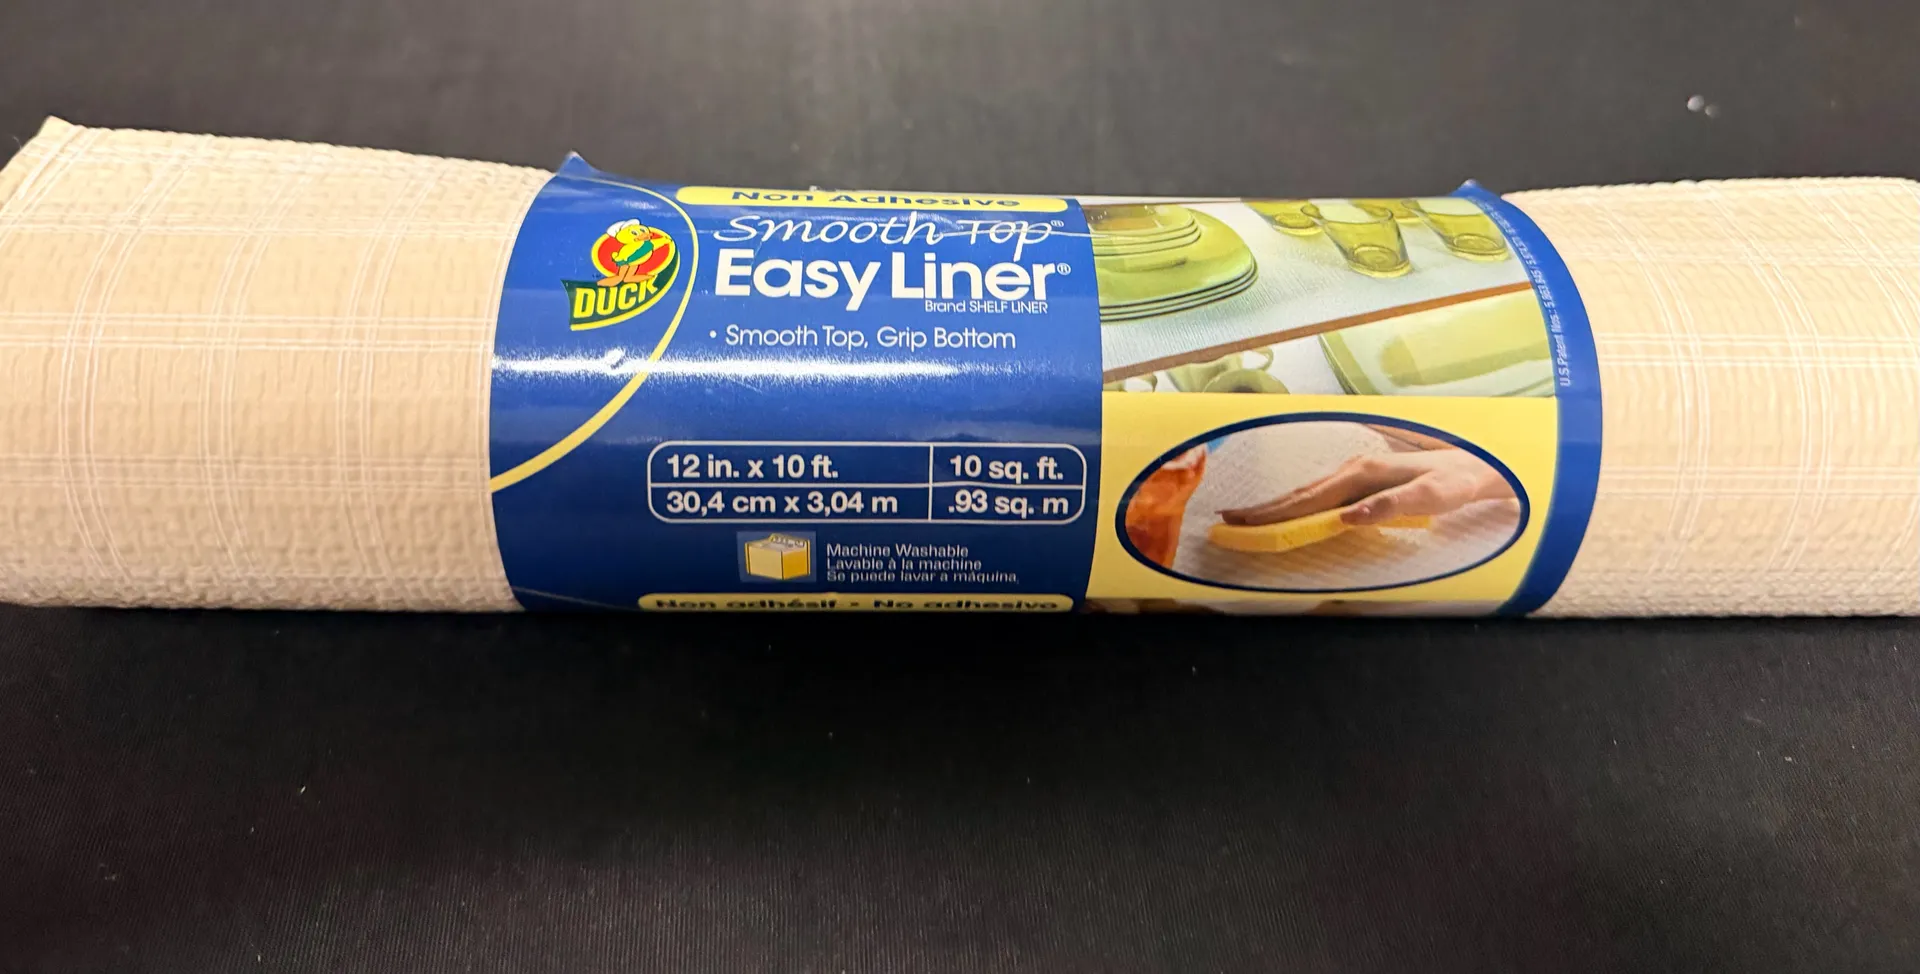 Non Adhesive
Smooth Top®
Easy Liner®
Brand SHELF LINER
DUCK
• Smooth Top, Grip Bottom
12 in. x 10 ft.
10 sq. ft.
30,4 cm x 3,04 m
.93 sq. m
Machine Washable
Lavable à la machine
Se puede lavar a máquina
Non adhésif • No adhesivo
U.S. Patent Nos.: